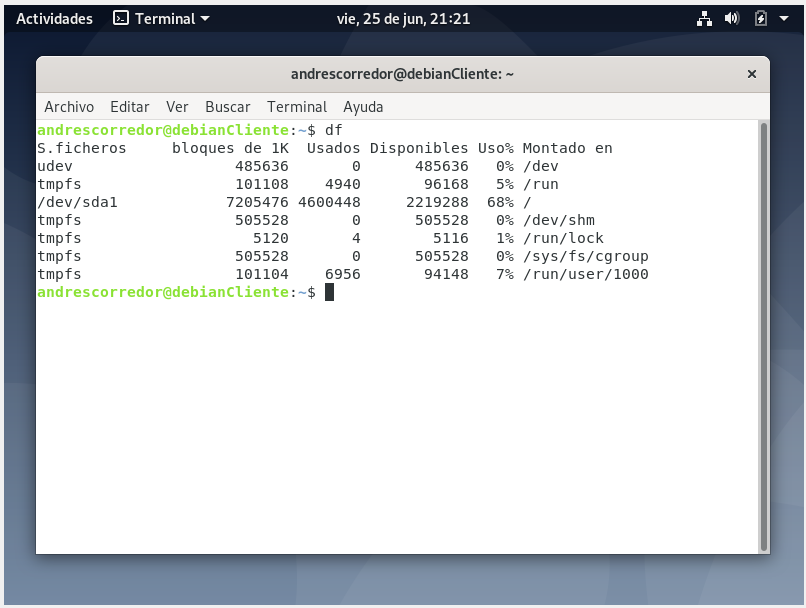 Actividades Terminal vie, 25 de jun, 21:21
andrescorredor@debianCliente: ~
Archivo Editar Ver Buscar Terminal Ayuda
andrescorredor@debianCliente:~$ df
S.ficheros     bloques de 1K  Usados Disponibles Uso% Montado en
udev                  485636       0      485636   0% /dev
tmpfs                 101108    4940       96168   5% /run
/dev/sda1            7205476 4600448     2219288  68% /
tmpfs                 505528       0      505528   0% /dev/shm
tmpfs                   5120       4        5116   1% /run/lock
tmpfs                 505528       0      505528   0% /sys/fs/cgroup
tmpfs                 101104    6956       94148   7% /run/user/1000
andrescorredor@debianCliente:~$